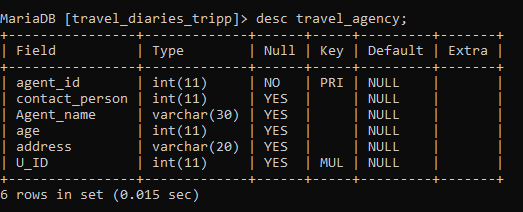 MariaDB [travel_diaries_tripp]> desc travel_agency;
+----------------+-------------+------+-----+---------+-------+
| Field          | Type        | Null | Key | Default | Extra |
+----------------+-------------+------+-----+---------+-------+
| agent_id       | int(11)     | NO   | PRI | NULL    |       |
| contact_person | int(11)     | YES  |     | NULL    |       |
| Agent_name     | varchar(30) | YES  |     | NULL    |       |
| age            | int(11)     | YES  |     | NULL    |       |
| address        | varchar(20) | YES  |     | NULL    |       |
| U_ID           | int(11)     | YES  | MUL | NULL    |       |
+----------------+-------------+------+-----+---------+-------+
6 rows in set (0.015 sec)